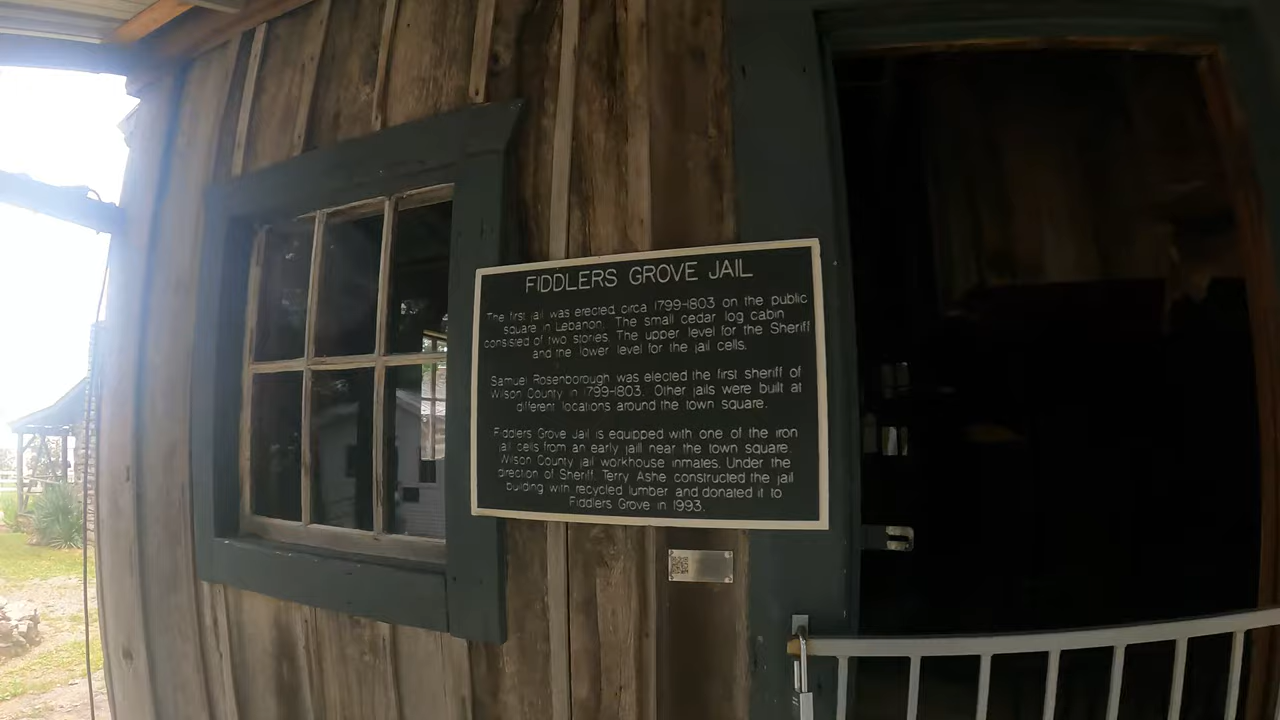 FIDDLERS GROVE JAIL
The first jail was erected circa 1799-1803 on the public
square in Lebanon. The small cedar log cabin
consisted of two stories. The upper level for the Sheriff
and the lower level for the jail cells.
Samuel Rosenborough was elected the first sheriff of
Wilson County in 1799-1803. Other jails were built at
different locations around the town square.
Fiddlers Grove Jail is equipped with one of the iron
jail cells from an early jaill near the town square.
Wilson County jail workhouse inmates. Under the
direction of Sheriff. Terry Ashe constructed the jail
building with recycled lumber and donated it to
Fiddlers Grove in 1993.